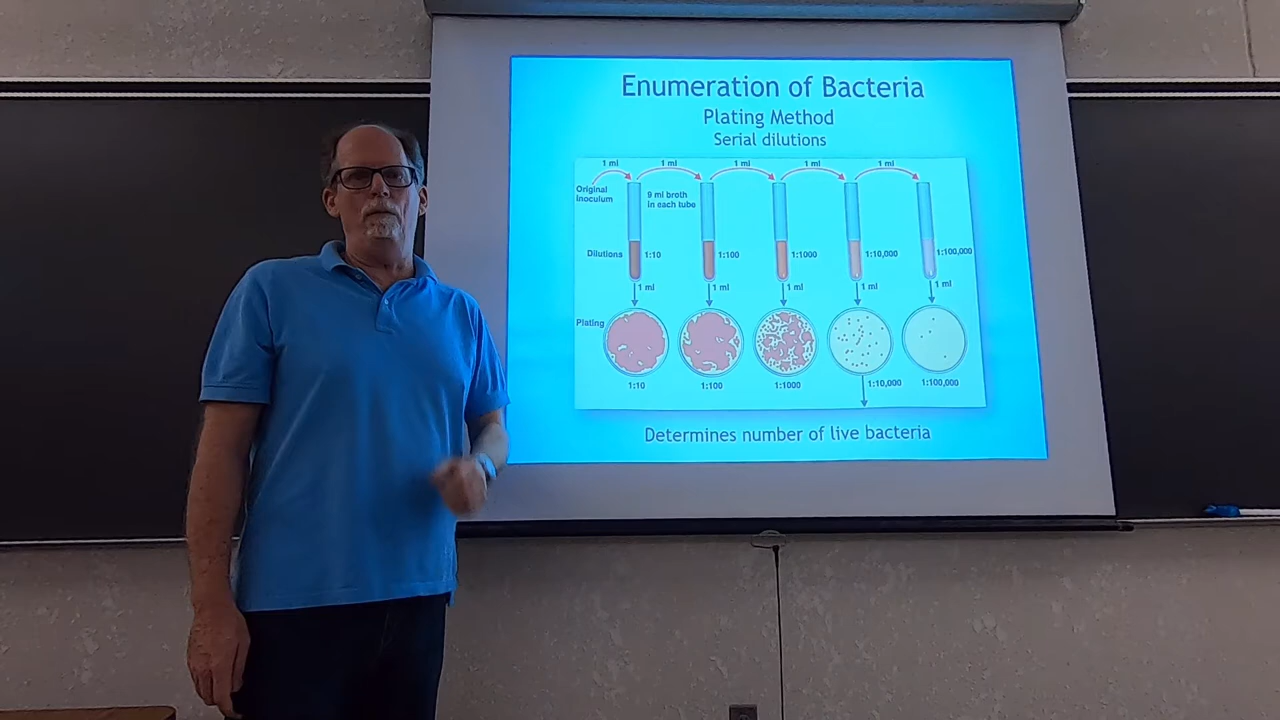 Enumeration of Bacteria
Plating Method
Serial dilutions
1 ml 1 ml 1 ml 1 ml 1 ml
Original
Inoculum
9 ml broth
in each tube
Dilutions 1:10 1:100 1:1000 1:10,000 1:100,000
1 ml 1 ml 1 ml 1 ml 1 ml
Plating
1:10 1:100 1:1000 1:10,000 1:100,000
Determines number of live bacteria